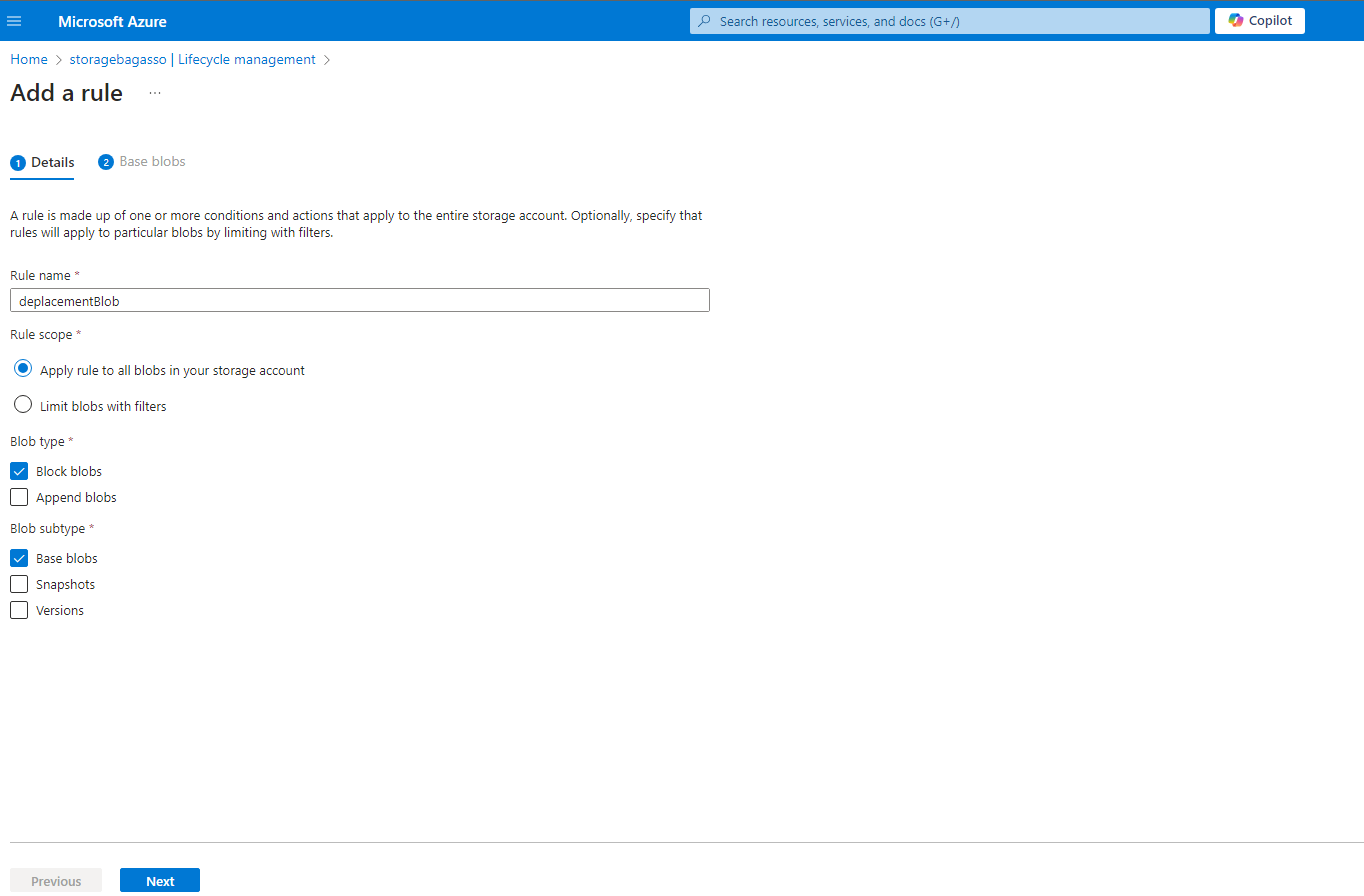 Microsoft Azure
Search resources, services, and docs (G+/)
Copilot
Home > storagebagasso | Lifecycle management >
Add a rule ...
1 Details
2 Base blobs
A rule is made up of one or more conditions and actions that apply to the entire storage account. Optionally, specify that
rules will apply to particular blobs by limiting with filters.
Rule name *
deplacementBlob
Rule scope *
Apply rule to all blobs in your storage account
Limit blobs with filters
Blob type *
Block blobs
Append blobs
Blob subtype *
Base blobs
Snapshots
Versions
Previous
Next